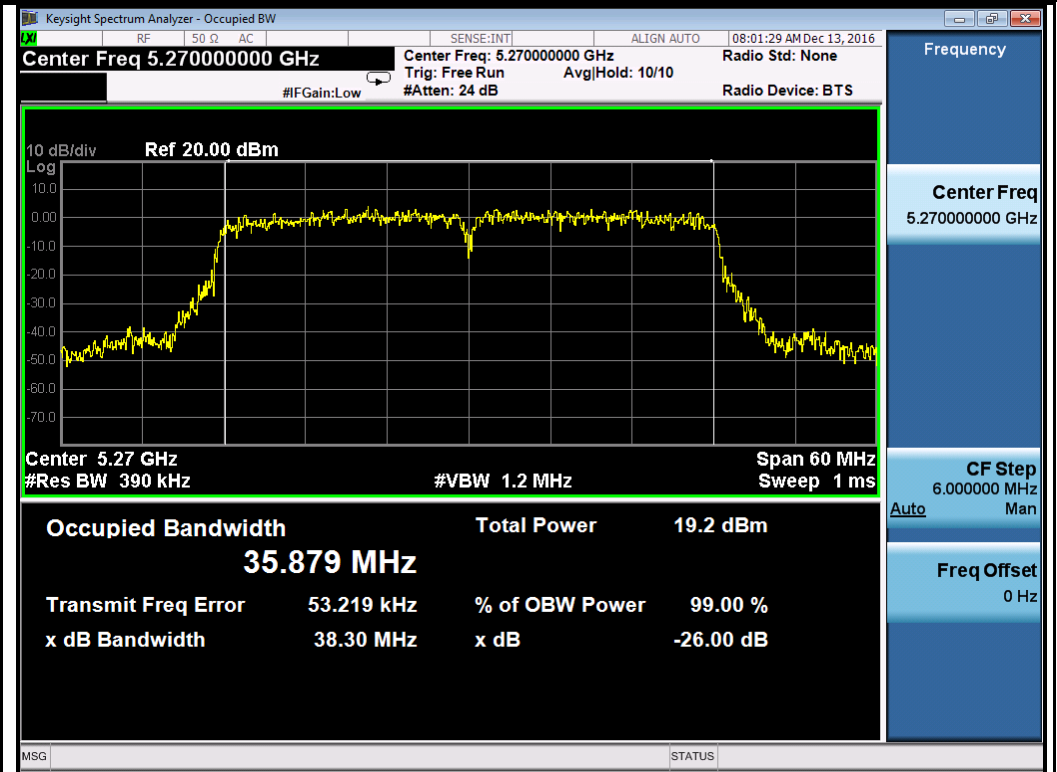 Keysight Spectrum Analyzer - Occupied BW
LXI RF 50 Ω AC SENSE:INT ALIGN AUTO 08:01:29 AM Dec 13, 2016
Center Freq 5.270000000 GHz
Center Freq: 5.270000000 GHz Radio Std: None
Trig: Free Run Avg|Hold: 10/10
#IFGain:Low #Atten: 24 dB Radio Device: BTS
10 dB/div Ref 20.00 dBm
Log
10.0
0.00
-10.0
-20.0
-30.0
-40.0
-50.0
-60.0
-70.0
Center 5.27 GHz Span 60 MHz
#Res BW 390 kHz #VBW 1.2 MHz Sweep 1 ms
Occupied Bandwidth Total Power 19.2 dBm
35.879 MHz
Transmit Freq Error 53.219 kHz % of OBW Power 99.00 %
x dB Bandwidth 38.30 MHz x dB -26.00 dB
Frequency
Center Freq
5.270000000 GHz
CF Step
6.000000 MHz
Auto Man
Freq Offset
0 Hz
MSG STATUS